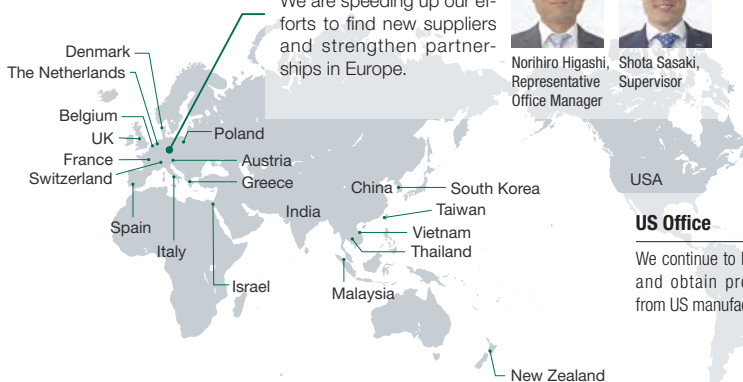 We are speeding up our ef-
forts to find new suppliers
and strengthen partner-
ships in Europe.
Norihiro Higashi,
Representative
Office Manager
Shota Sasaki,
Supervisor
Denmark
The Netherlands
Belgium
UK
France
Switzerland
Poland
Austria
Greece
Spain
Italy
Israel
China
South Korea
India
Taiwan
Vietnam
Thailand
Malaysia
New Zealand
USA
US Office
We continue to
and obtain
from US